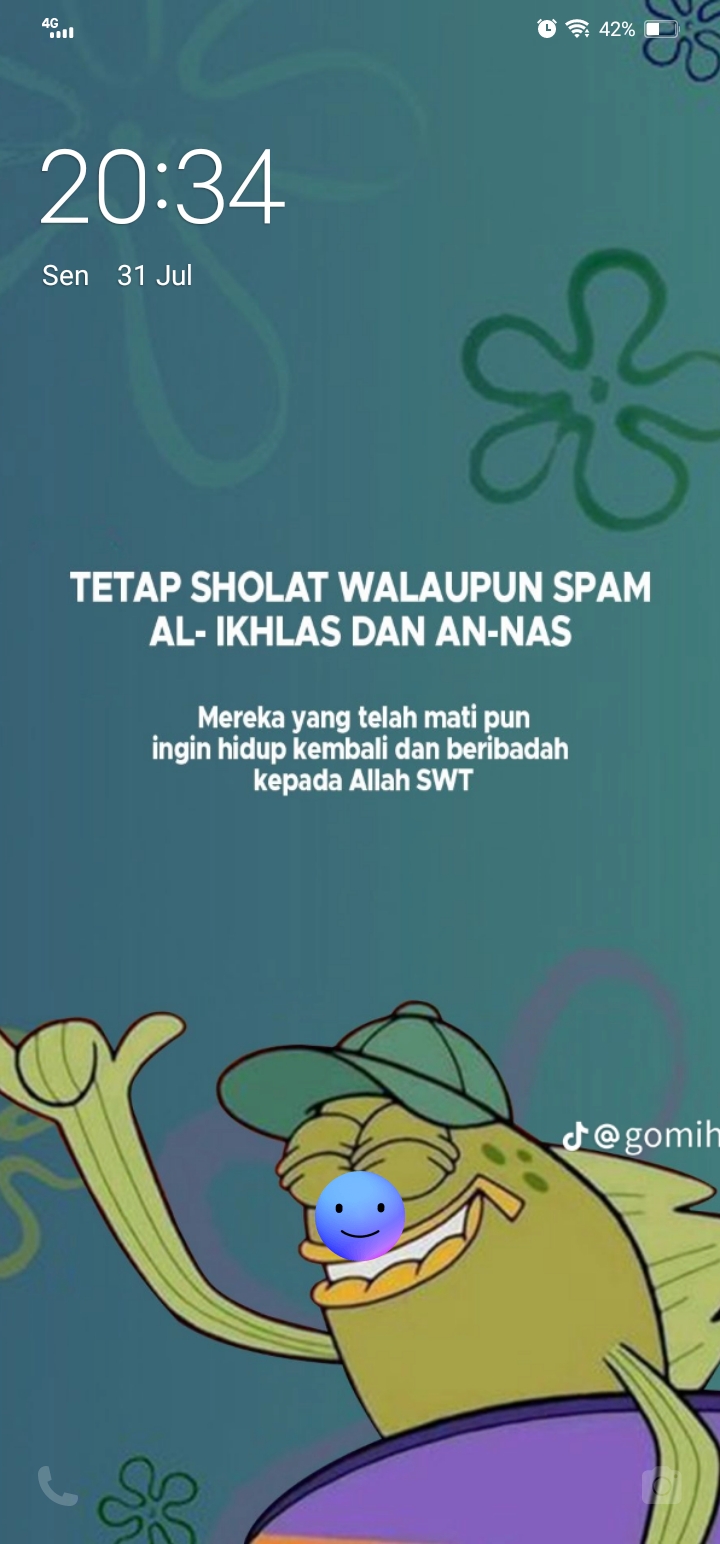 4G
42%
20:34
Sen 31 Jul
TETAP SHOLAT WALAUPUN SPAM
AL- IKHLAS DAN AN-NAS
Mereka yang telah mati pun
ingin hidup kembali dan beribadah
kepada Allah SWT
@gomih